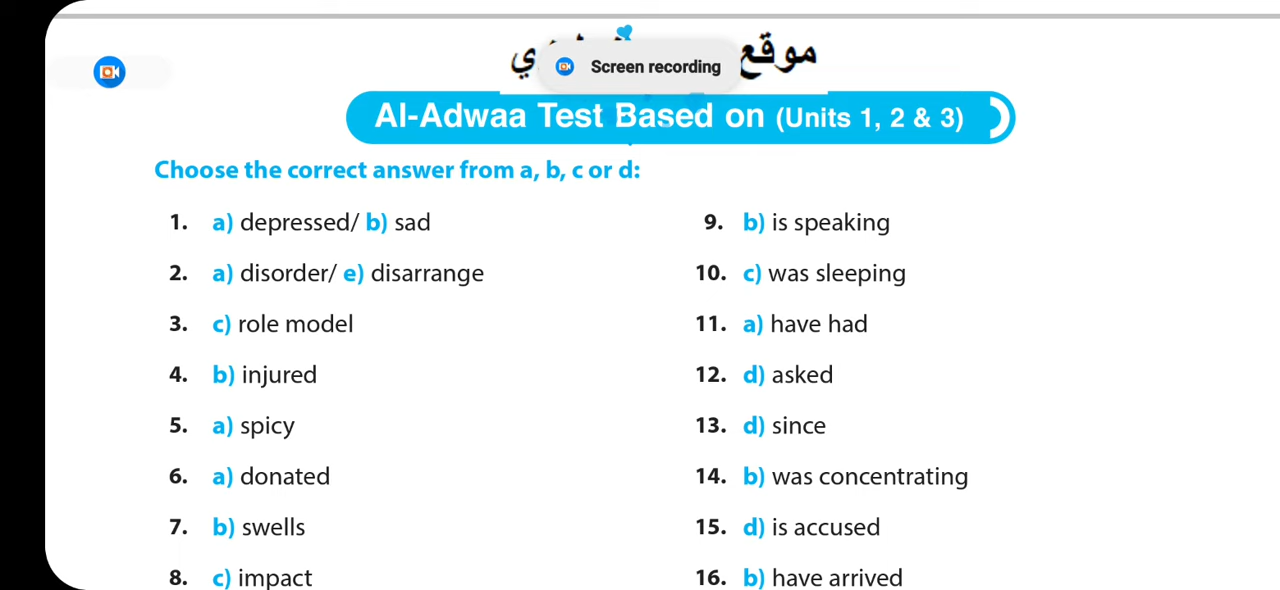 موقع
Screen recording
Al-Adwaa Test Based on (Units 1, 2 & 3)
Choose the correct answer from a, b, c or d:
1. a) depressed/ b) sad
2. a) disorder/ e) disarrange
3. c) role model
4. b) injured
5. a) spicy
6. a) donated
7. b) swells
8. c) impact
9. b) is speaking
10. c) was sleeping
11. a) have had
12. d) asked
13. d) since
14. b) was concentrating
15. d) is accused
16. b) have arrived